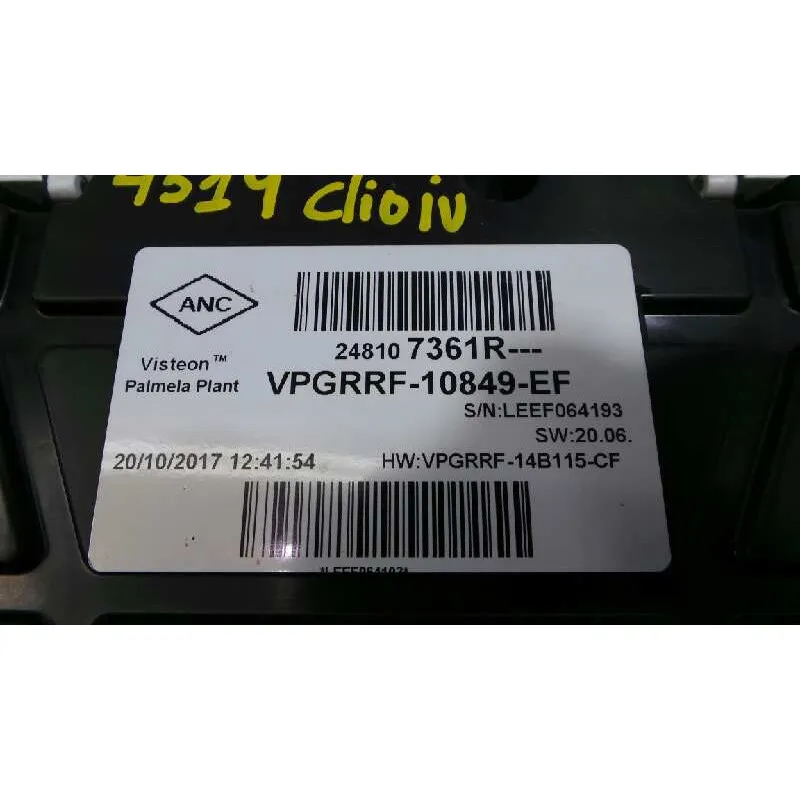 4319 Clio iv
ANC
24810 7361R---
Visteon™
Palmela Plant
VPGRRF-10849-EF
S/N:LEEF064193
SW:20.06.
20/10/2017 12:41:54
HW:VPGRRF-14B115-CF